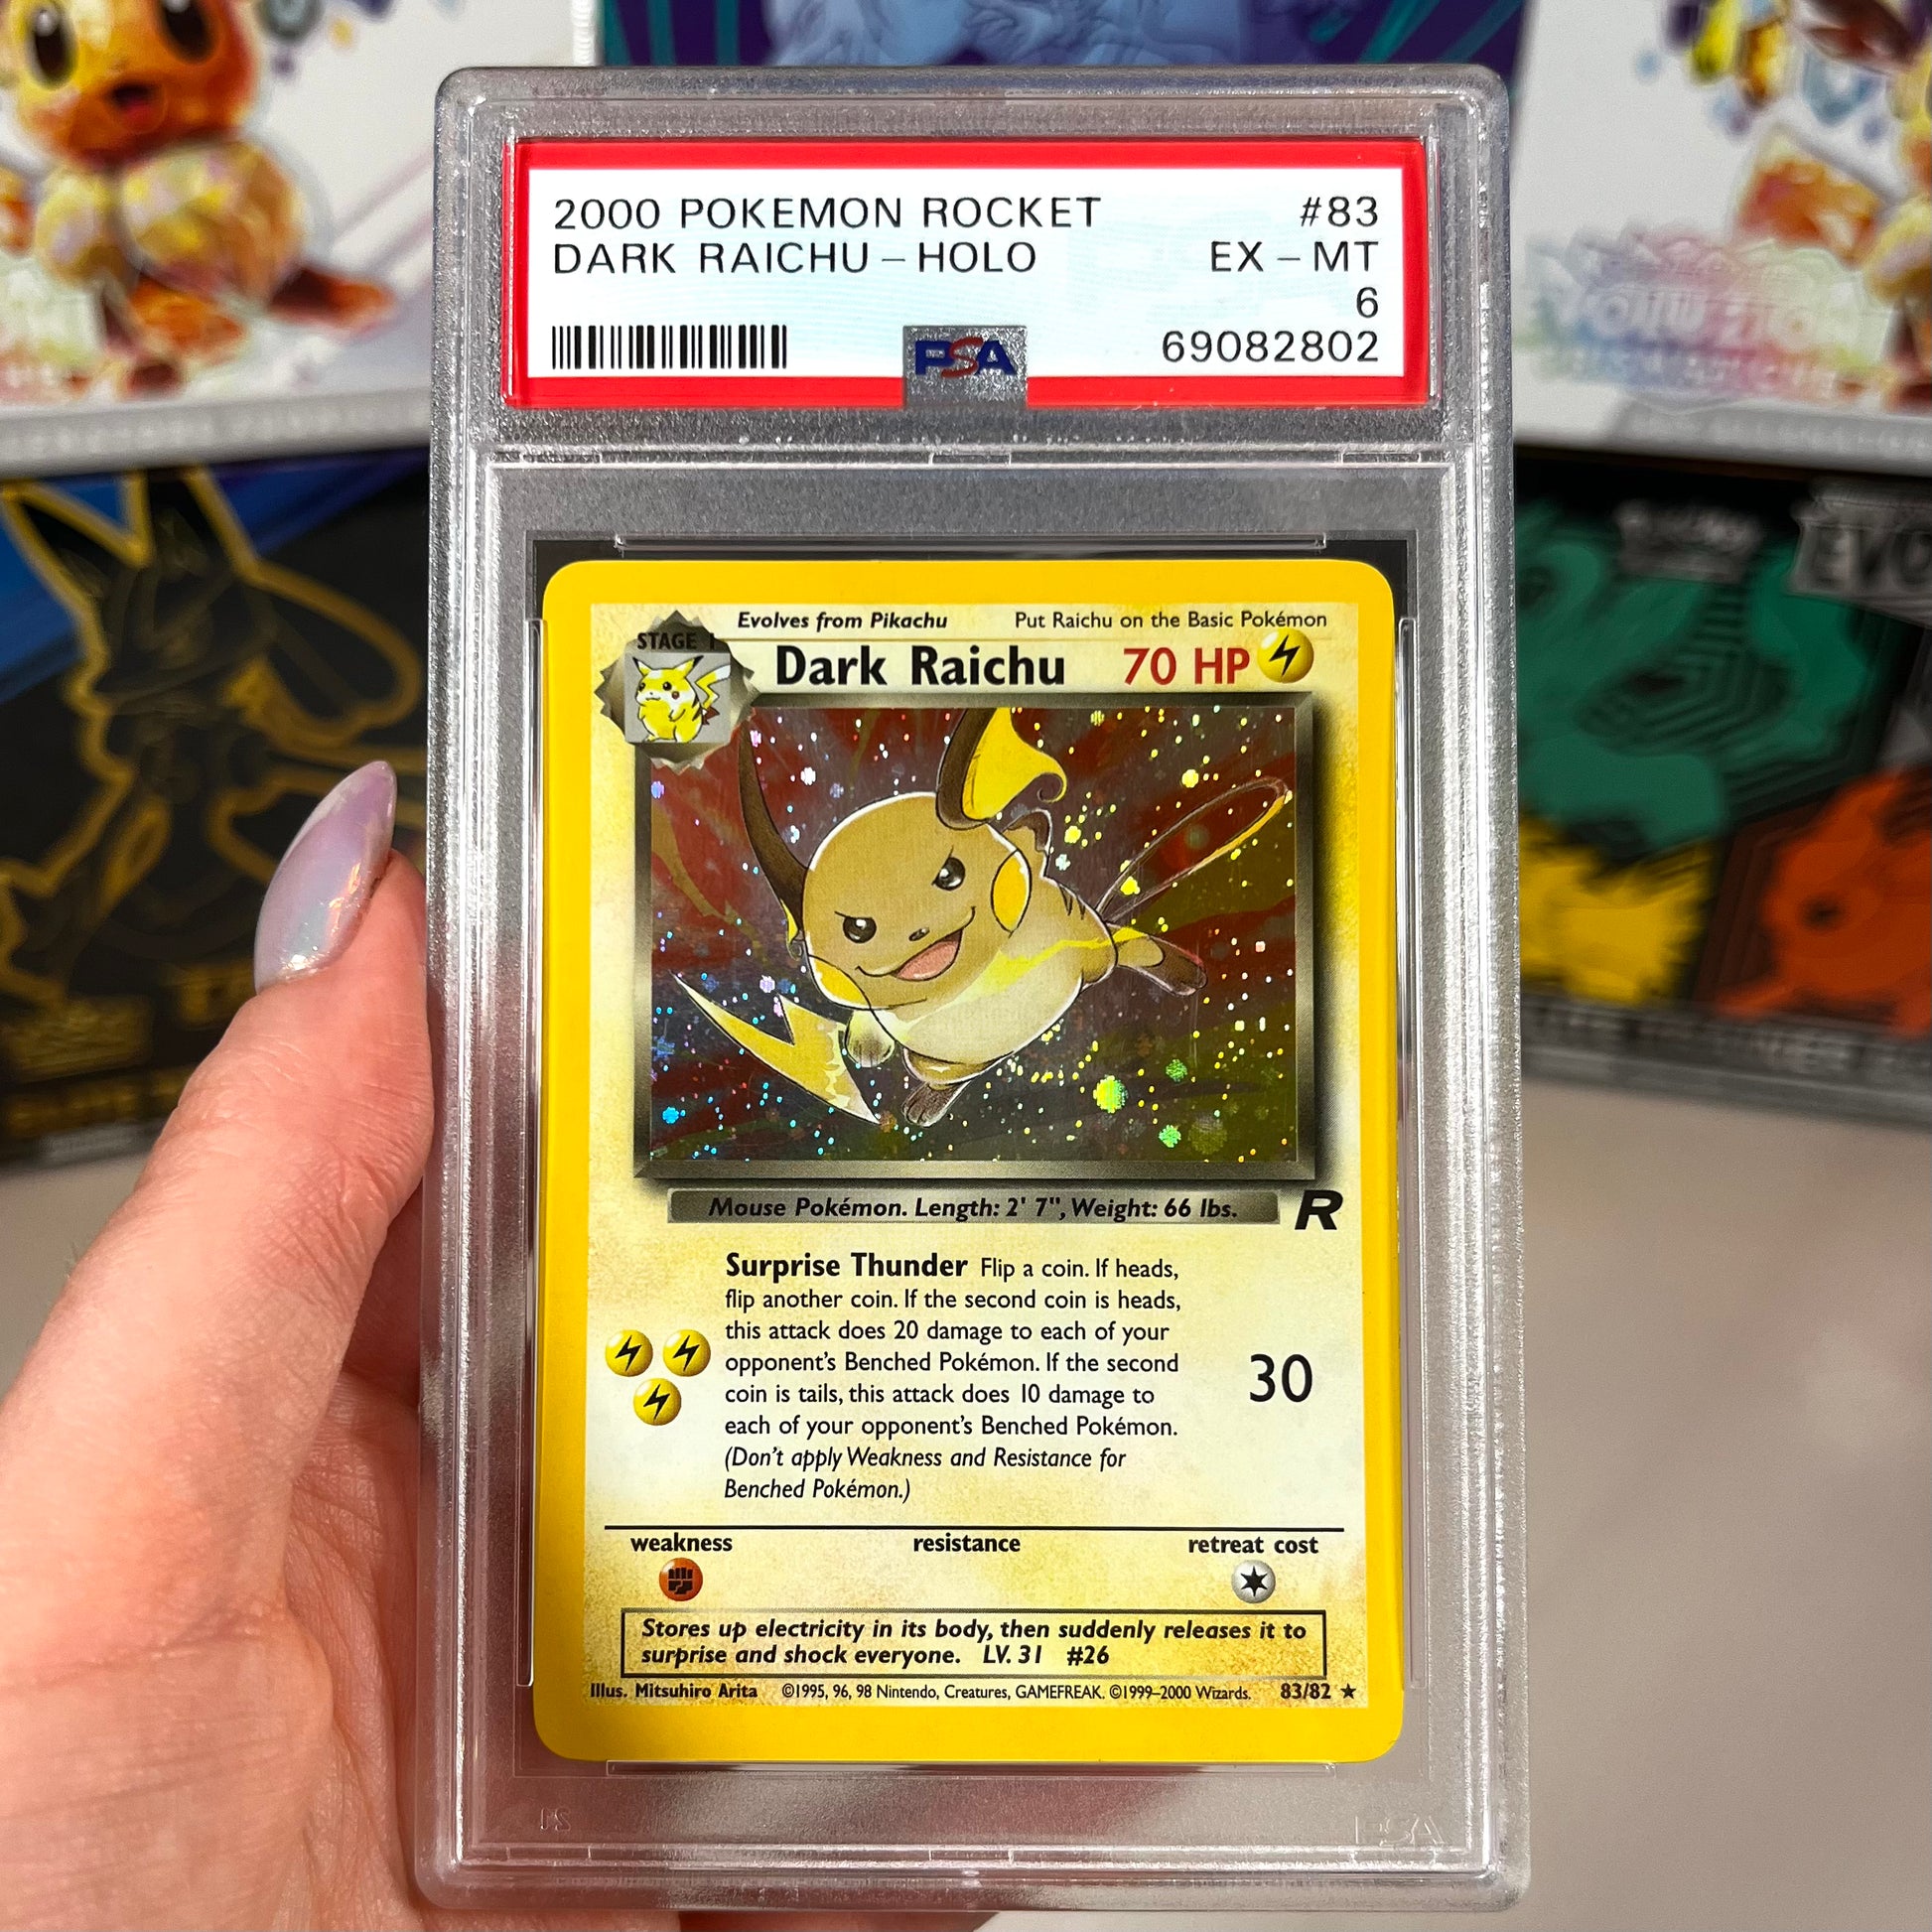 2000 POKEMON ROCKET #83
DARK RAICHU - HOLO EX - MT
6
PSA 69082802
Evolves from Pikachu Put Raichu on the Basic Pokémon
STAGE 1
Dark Raichu 70 HP
Mouse Pokémon. Length: 2' 7", Weight: 66 lbs. R
Surprise Thunder Flip a coin. If heads,
flip another coin. If the second coin is heads,
this attack does 20 damage to each of your
opponent's Benched Pokémon. If the second
coin is tails, this attack does 10 damage to
each of your opponent's Benched Pokémon.
(Don't apply Weakness and Resistance for
Benched Pokémon.)
30
weakness resistance retreat cost
Stores up electricity in its body, then suddenly releases it to
surprise and shock everyone. LV. 31 #26
Illus. Mitsuhiro Arita ©1995, 96, 98 Nintendo, Creatures, GAMEFREAK. ©1999–2000 Wizards. 83/82 ★
PSA